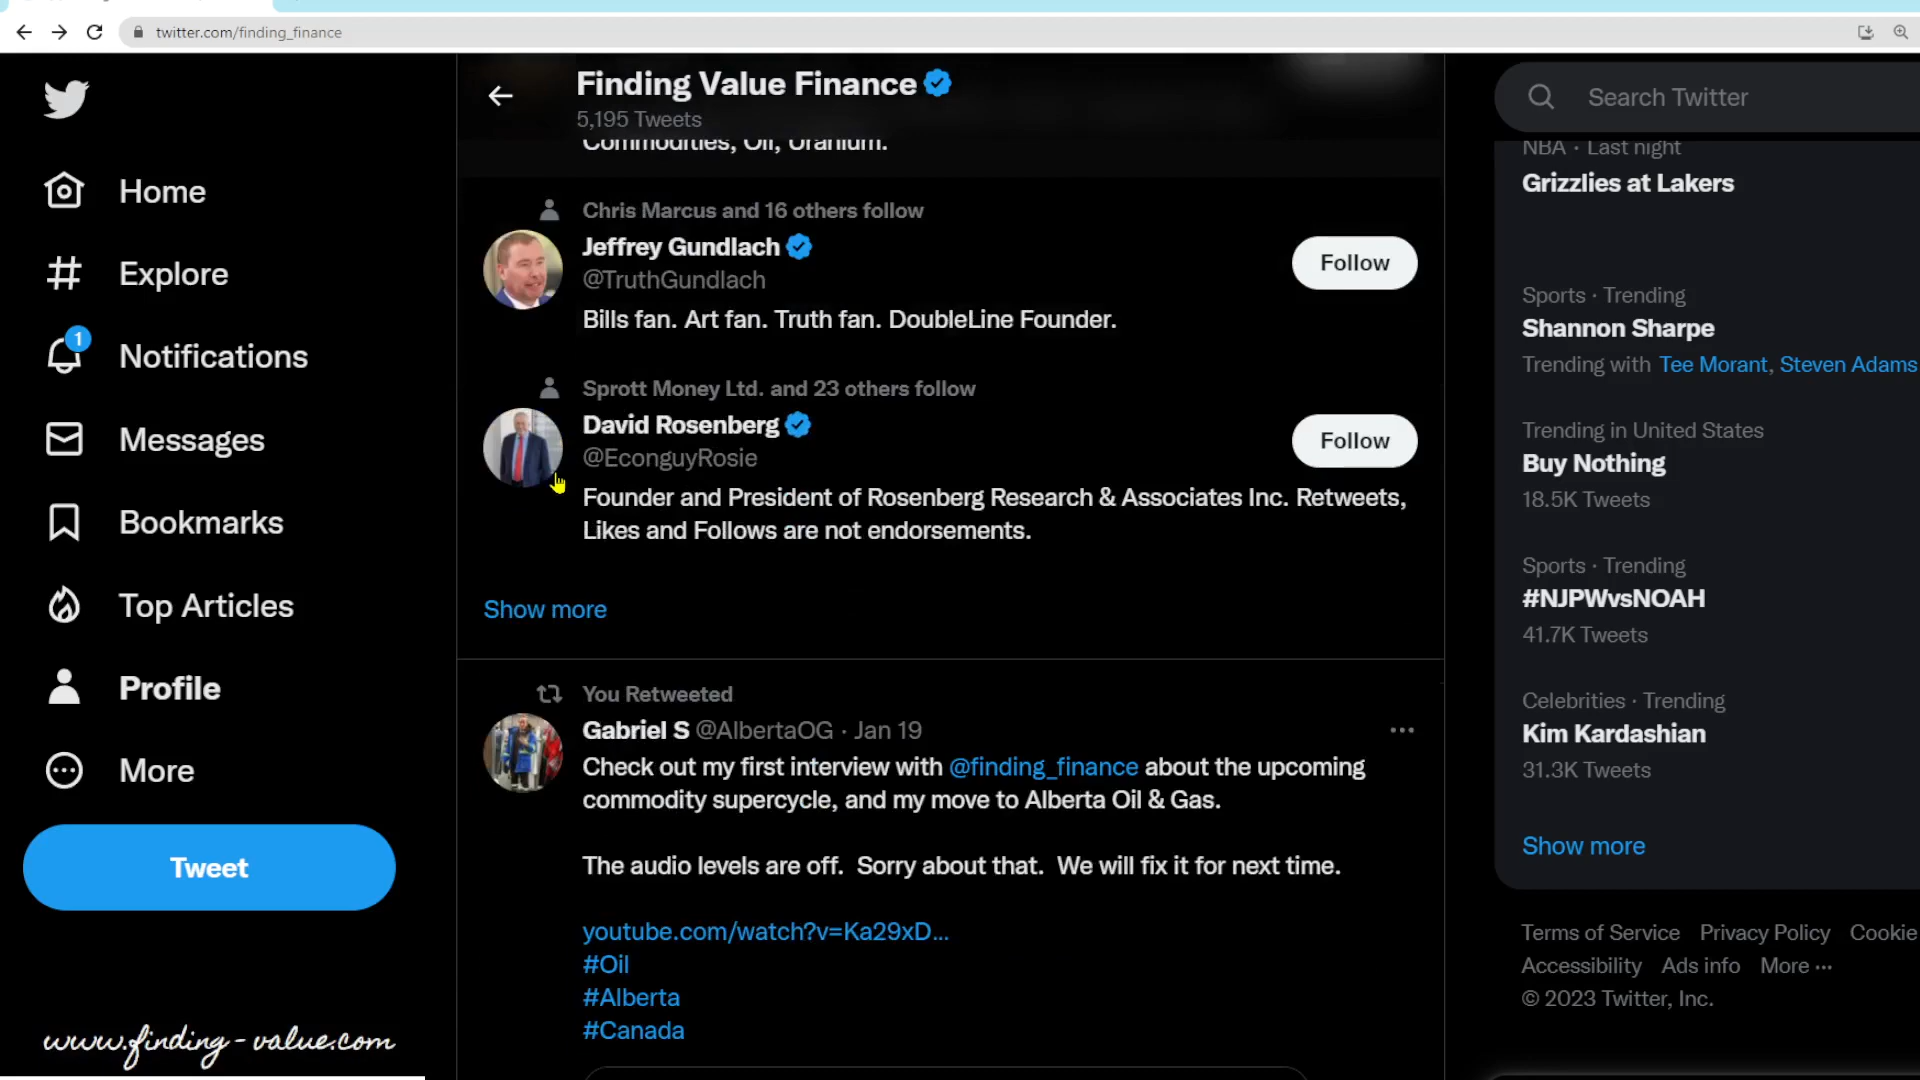 twitter.com/finding_finance
Finding Value Finance
5,195 Tweets
Commodities, Oil, Uranium.
Search Twitter
NBA · Last night
Grizzlies at Lakers
Home
Explore
1
Notifications
Messages
Bookmarks
Top Articles
Profile
More
Tweet
www.finding-value.com
Chris Marcus and 16 others follow
Jeffrey Gundlach
@TruthGundlach
Follow
Bills fan. Art fan. Truth fan. DoubleLine Founder.
Sprott Money Ltd. and 23 others follow
David Rosenberg
@EconguyRosie
Follow
Founder and President of Rosenberg Research & Associates Inc. Retweets,
Likes and Follows are not endorsements.
Show more
You Retweeted
Gabriel S @AlbertaOG · Jan 19
Check out my first interview with @finding_finance about the upcoming
commodity supercycle, and my move to Alberta Oil & Gas.
The audio levels are off. Sorry about that. We will fix it for next time.
youtube.com/watch?v=Ka29xD...
#Oil
#Alberta
#Canada
Sports · Trending
Shannon Sharpe
Trending with Tee Morant, Steven Adams
Trending in United States
Buy Nothing
18.5K Tweets
Sports · Trending
#NJPWvsNOAH
41.7K Tweets
Celebrities · Trending
Kim Kardashian
31.3K Tweets
Show more
Terms of Service Privacy Policy Cookie
Accessibility Ads info More ···
© 2023 Twitter, Inc.